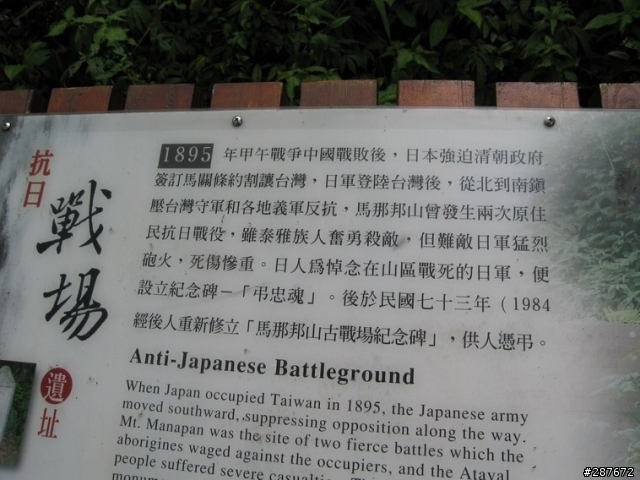 抗日
戰場
遺址
1895 年甲午戰爭中國戰敗後，日本強迫清朝政府
簽訂馬關條約割讓台灣，日軍登陸台灣後，從北到南鎮
壓台灣守軍和各地義軍反抗，馬那邦山曾發生兩次原住
民抗日戰役，雖泰雅族人奮勇殺敵，但難敵日軍猛烈
砲火，死傷慘重。日人為悼念在山區戰死的日軍，便
設立紀念碑－「弔忠魂」。後於民國七十三年（1984
經後人重新修立「馬那邦山古戰場紀念碑」，供人憑弔。
Anti-Japanese Battleground
When Japan occupied Taiwan in 1895, the Japanese army
moved southward, suppressing opposition along the way.
Mt. Manapan was the site of two fierce battles which the
aborigines waged against the occupiers, and the Atayal
people suffered severe
#287672